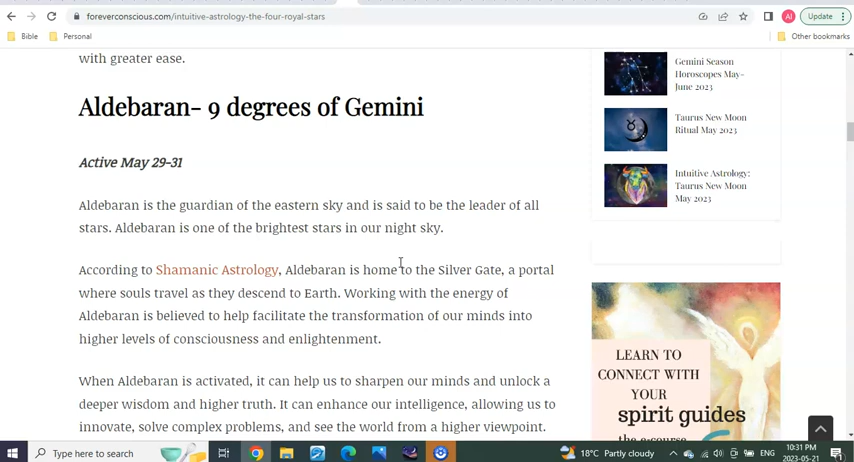 foreverconscious.com/intuitive-astrology-the-four-royal-stars
AI
Update
Bible
Personal
Other bookmarks
with greater ease.
Aldebaran- 9 degrees of Gemini
Active May 29-31
Aldebaran is the guardian of the eastern sky and is said to be the leader of all
stars. Aldebaran is one of the brightest stars in our night sky.
According to Shamanic Astrology, Aldebaran is home to the Silver Gate, a portal
where souls travel as they descend to Earth. Working with the energy of
Aldebaran is believed to help facilitate the transformation of our minds into
higher levels of consciousness and enlightenment.
When Aldebaran is activated, it can help us to sharpen our minds and unlock a
deeper wisdom and higher truth. It can enhance our intelligence, allowing us to
innovate, solve complex problems, and see the world from a higher viewpoint.
Gemini Season
Horoscopes May-
June 2023
Taurus New Moon
Ritual May 2023
Intuitive Astrology:
Taurus New Moon
May 2023
LEARN TO
CONNECT WITH
YOUR
spirit guides
the e-course
Type here to search
18°C Partly cloudy
ENG
10:31 PM
2023-05-21